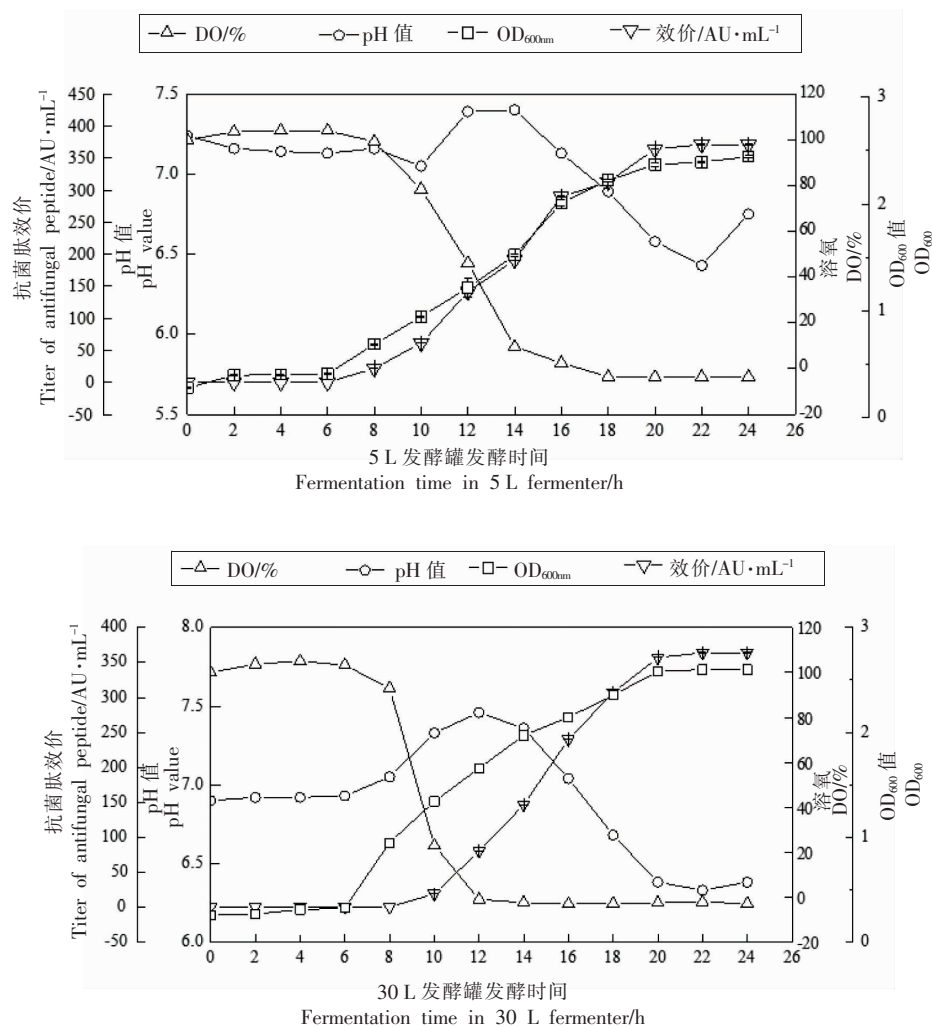 DO/% pH 值 OD600nm 效价/AU·mL⁻¹
抗菌肽效价
Titer of antifungal peptide/AU·mL⁻¹
450
400
350
300
250
200
150
100
50
0
-50
pH 值
pH value
7.5
7.0
6.5
6.0
5.5
120
100
80
60
40
20
0
-20
溶氧
DO/%
3
2
1
0
OD600 值
OD600
0 2 4 6 8 10 12 14 16 18 20 22 24 26
5 L 发酵罐发酵时间
Fermentation time in 5 L fermenter/h
DO/% pH 值 OD600nm 效价/AU·mL⁻¹
抗菌肽效价
Titer of antifungal peptide/AU·mL⁻¹
400
350
300
250
200
150
100
50
0
-50
pH 值
pH value
8.0
7.5
7.0
6.5
6.0
120
100
80
60
40
20
0
-20
溶氧
DO/%
3
2
1
0
OD600 值
OD600
0 2 4 6 8 10 12 14 16 18 20 22 24 26
30 L 发酵罐发酵时间
Fermentation time in 30 L fermenter/h